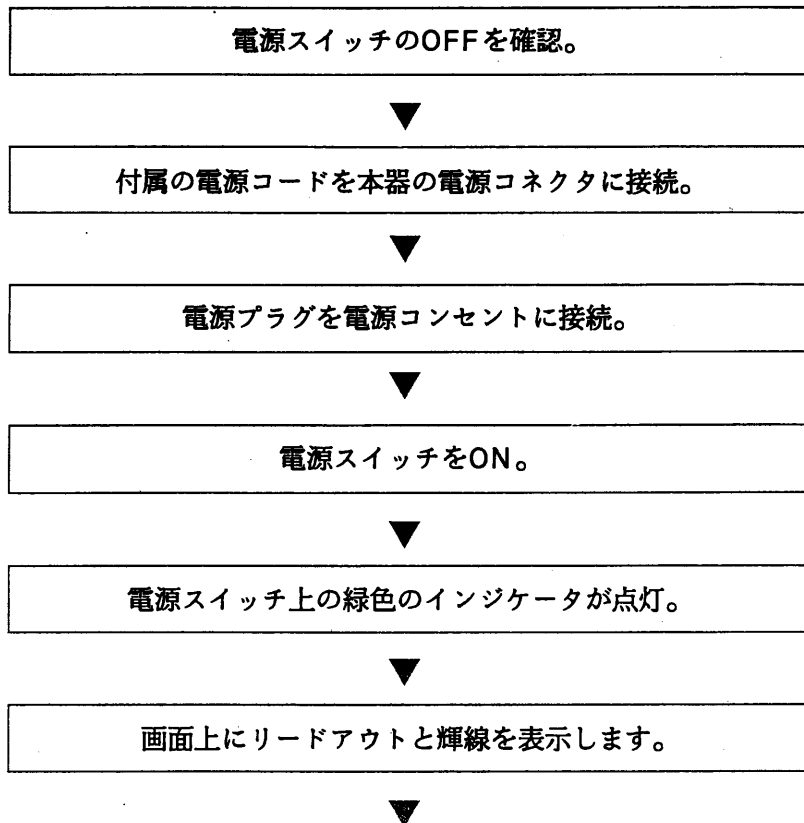 電源スイッチのOFFを確認。
▼
付属の電源コードを本器の電源コネクタに接続。
▼
電源プラグを電源コンセントに接続。
▼
電源スイッチをON。
▼
電源スイッチ上の緑色のインジケータが点灯。
▼
画面上にリードアウトと輝線を表示します。
▼